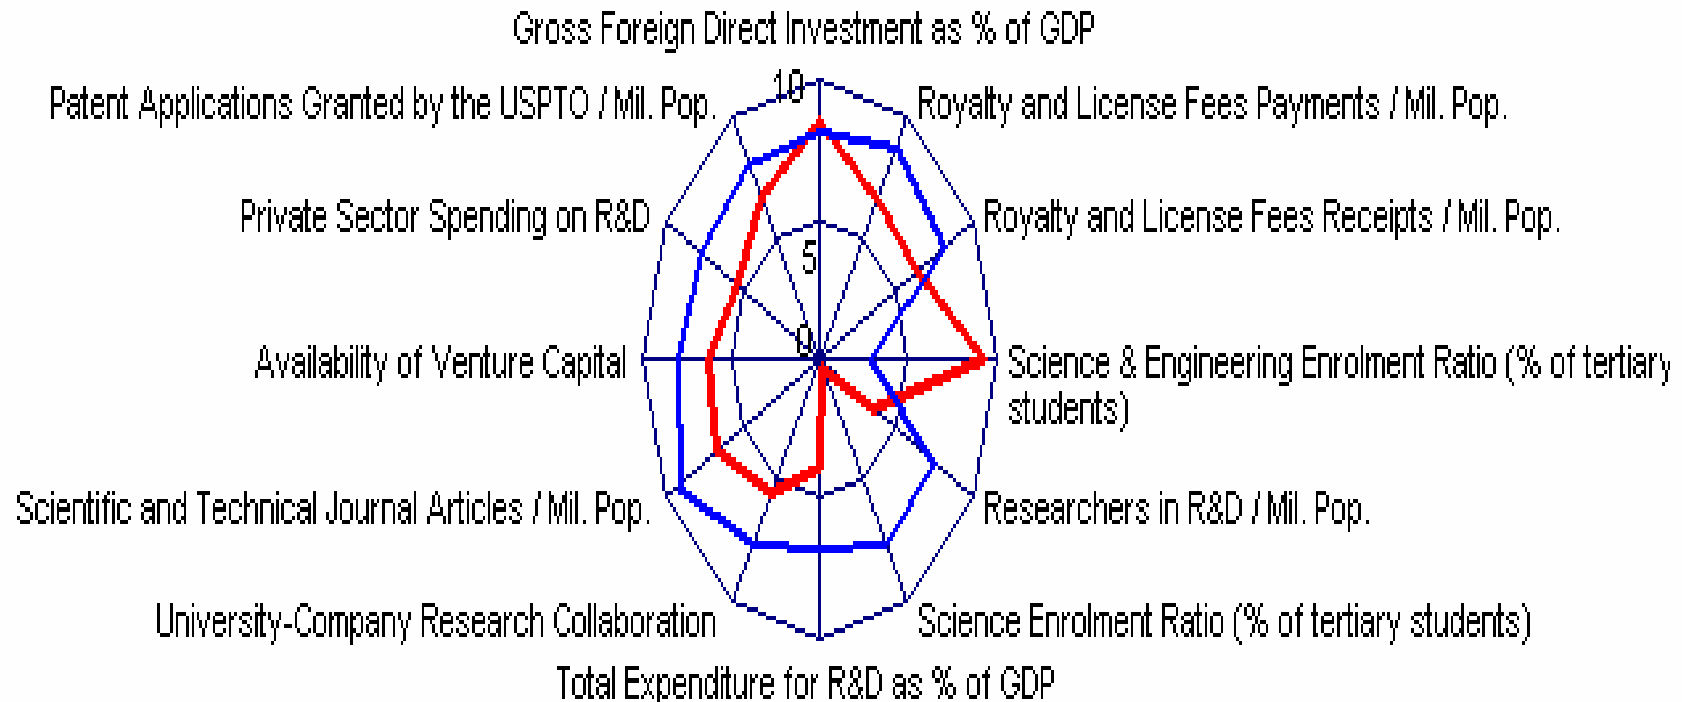 Gross Foreign Direct Investment as % of GDP
10
Patent Applications Granted by the USPTO / Mil. Pop.
Royalty and License Fees Payments / Mil. Pop.
Private Sector Spending on R&D
Royalty and License Fees Receipts / Mil. Pop.
5
0
Availability of Venture Capital
Science & Engineering Enrolment Ratio (% of tertiary
students)
Scientific and Technical Journal Articles / Mil. Pop.
Researchers in R&D / Mil. Pop.
University-Company Research Collaboration
Science Enrolment Ratio (% of tertiary students)
Total Expenditure for R&D as % of GDP